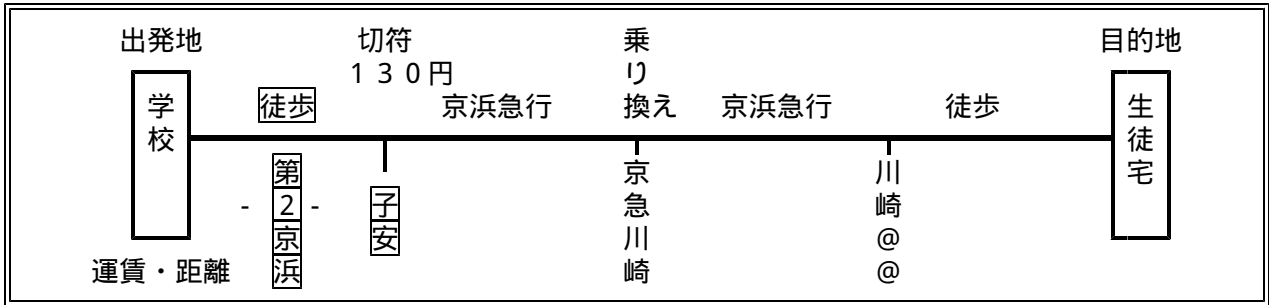 出発地
切符
１３０円
乗り換え
目的地
学校
徒歩
京浜急行
京浜急行
徒歩
生徒宅
- 第２京浜 -
子安
京急川崎
川崎@@
運賃・距離